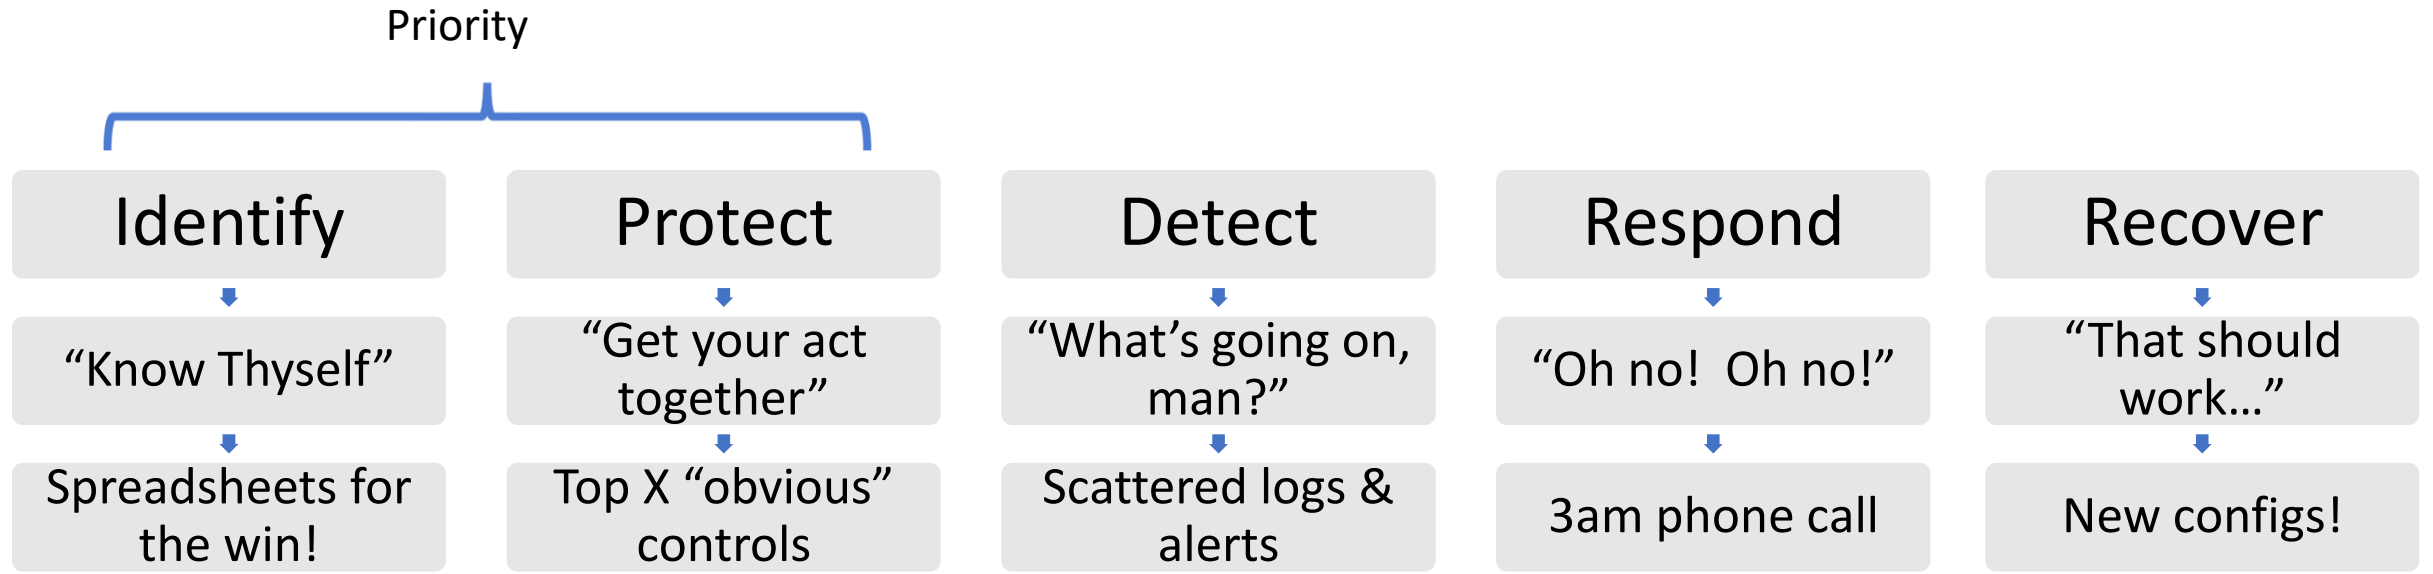 Priority
Identify
Protect
Detect
Respond
Recover
“Know Thyself”
“Get your act
together”
“What’s going on,
man?”
“Oh no!  Oh no!”
“That should
work…”
Spreadsheets for
the win!
Top X “obvious”
controls
Scattered logs &
alerts
3am phone call
New configs!